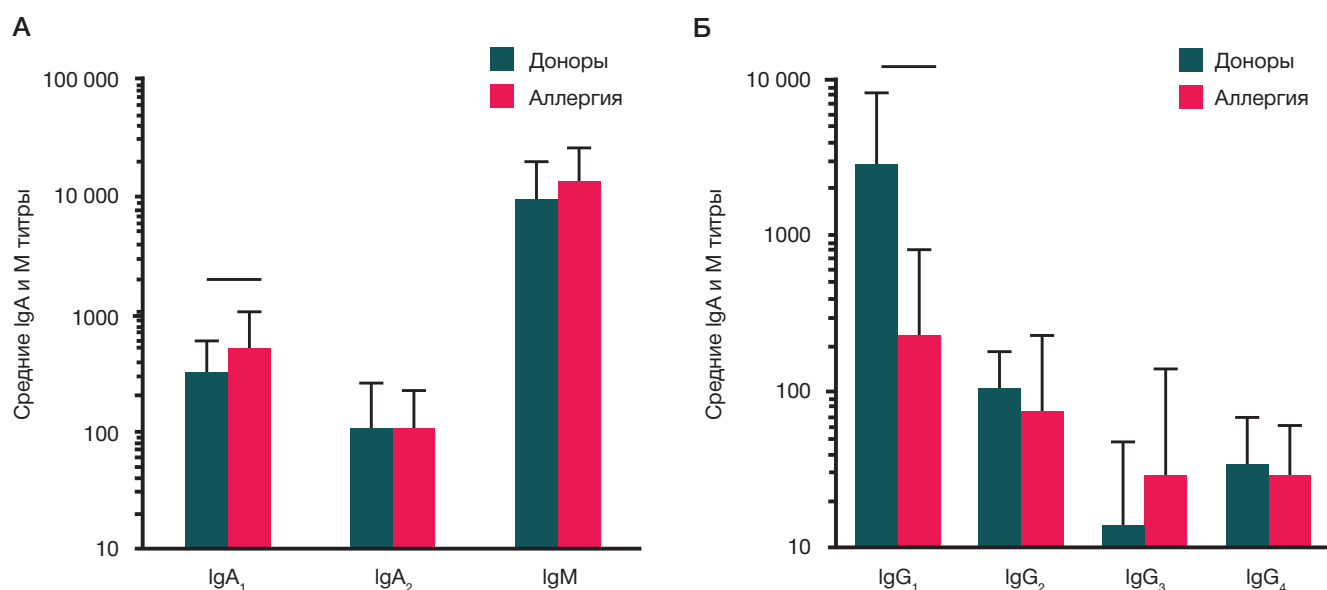 А
Доноры
Аллергия
Средние IgA и М титры
100 000
10 000
1000
100
10
IgA₁
IgA₂
IgM
Б
Доноры
Аллергия
Средние IgA и М титры
10 000
1000
100
10
IgG₁
IgG₂
IgG₃
IgG₄